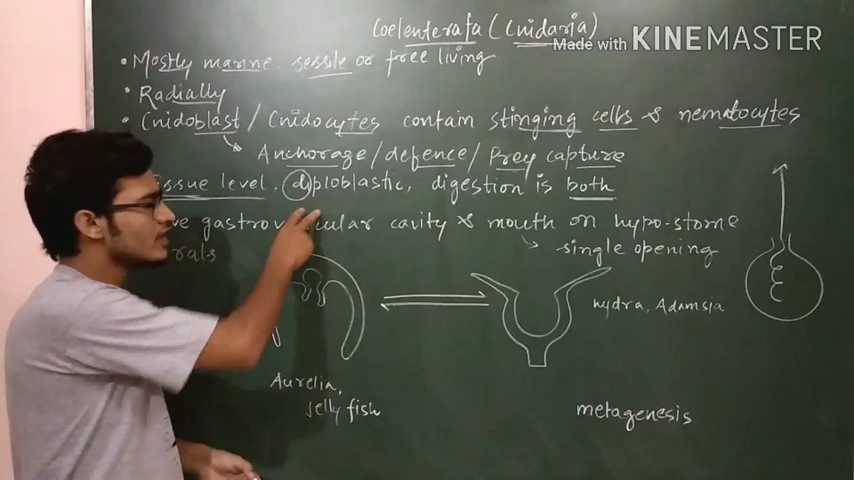 Coelenterata (Cnidaria)
Made with KINEMASTER
• Mostly marine, sessile or free living
• Radially
• Cnidoblast / Cnidocytes contain stinging cells & nematocytes
Anchorage/defence/Prey capture
Tissue level, diploblastic, digestion is both
gastrovascular cavity & mouth on hypo-stome
single opening
hydra, Adamsia
Aurelia,
Jelly fish
metagenesis